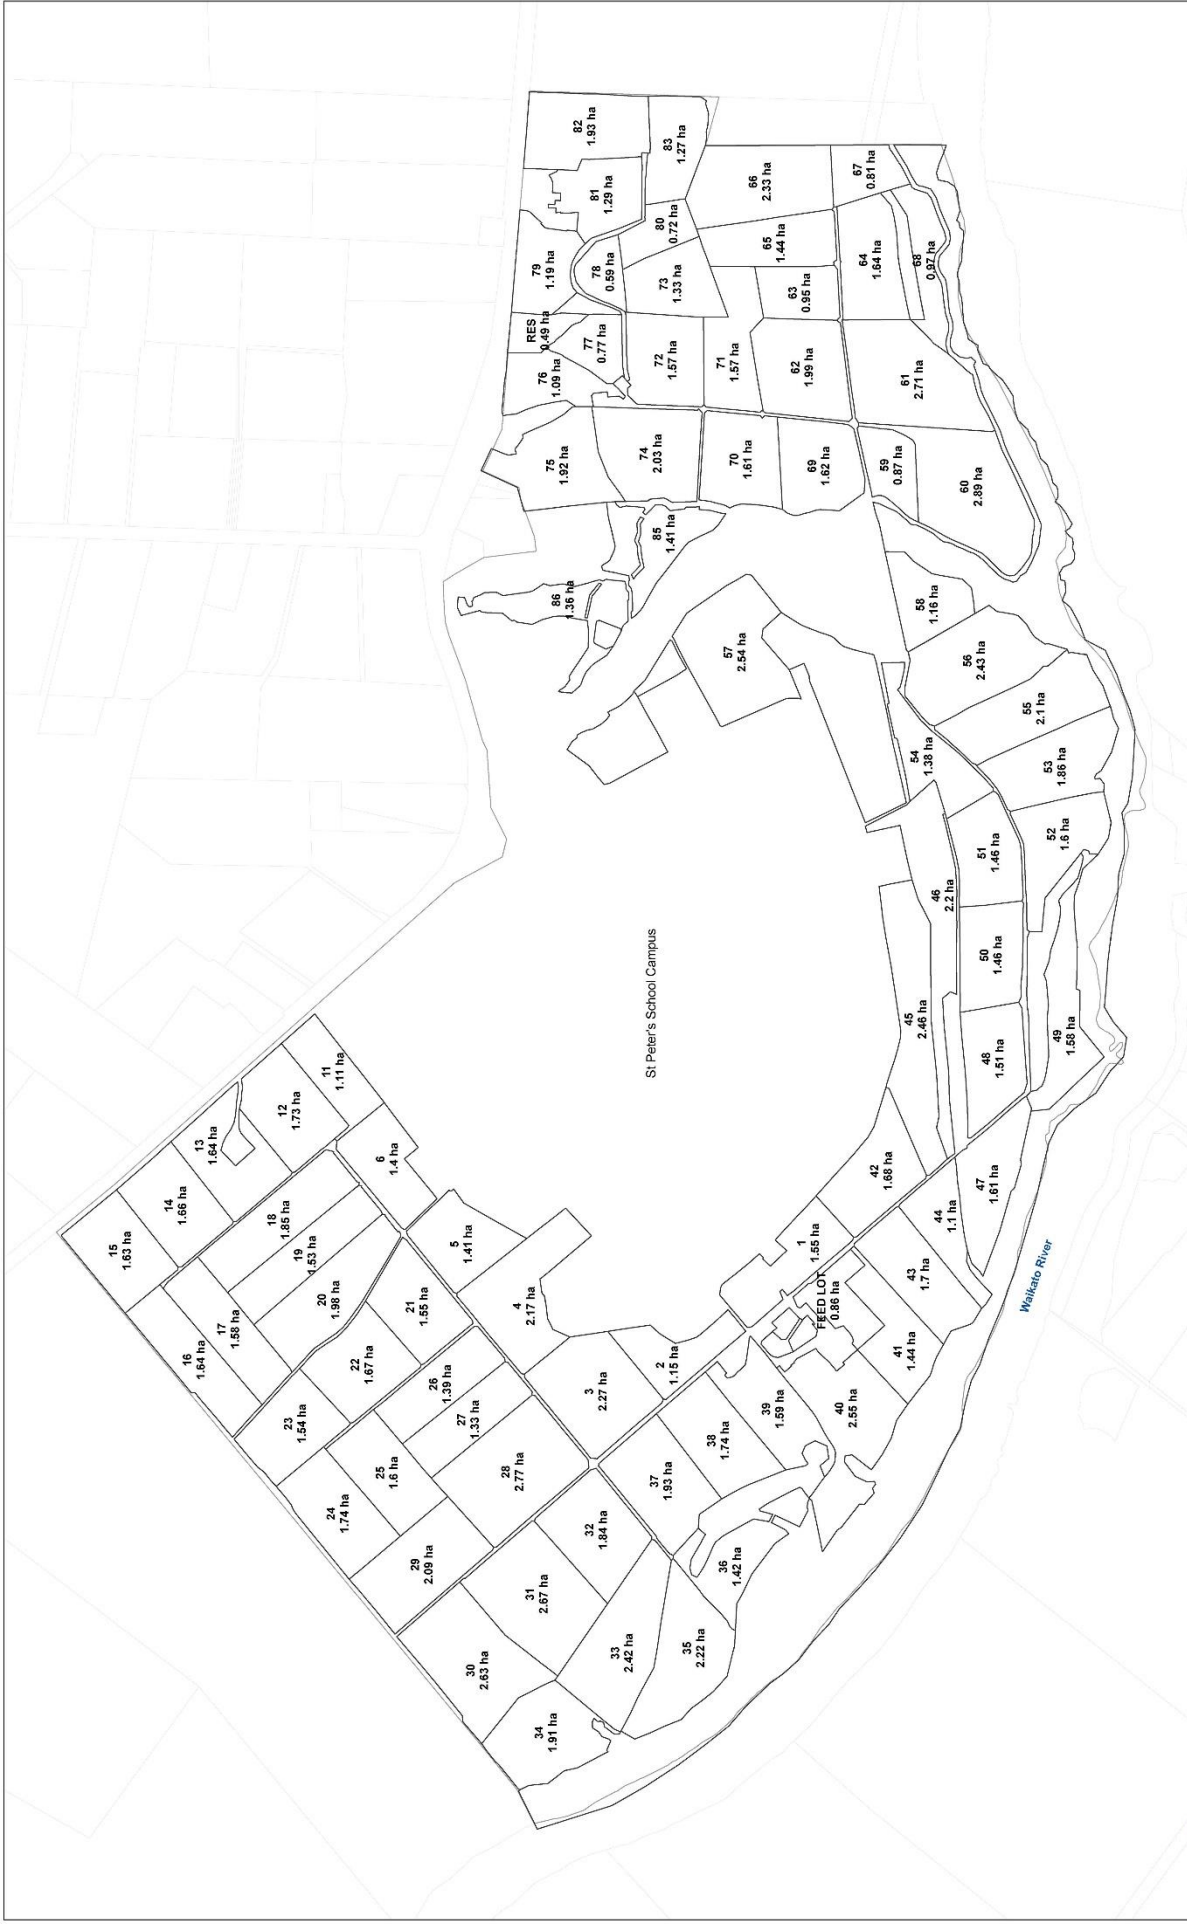 15
1.63 ha
14
1.66 ha
13
1.64 ha
12
1.73 ha
11
1.11 ha
16
1.64 ha
17
1.58 ha
18
1.85 ha
19
1.53 ha
20
1.98 ha
6
1.4 ha
23
1.54 ha
22
1.67 ha
21
1.55 ha
5
1.41 ha
24
1.74 ha
25
1.6 ha
26
1.39 ha
27
1.33 ha
28
2.77 ha
4
2.17 ha
29
2.09 ha
3
2.27 ha
2
1.15 ha
30
2.63 ha
31
2.67 ha
32
1.84 ha
34
1.91 ha
33
2.42 ha
35
2.22 ha
36
1.42 ha
37
1.93 ha
38
1.74 ha
39
1.59 ha
40
2.55 ha
41
1.44 ha
FEED LOT
0.86 ha
1
1.55 ha
43
1.7 ha
42
1.68 ha
44
1.1 ha
47
1.61 ha
45
2.46 ha
46
2.2 ha
48
1.51 ha
49
1.58 ha
50
1.46 ha
51
1.46 ha
52
1.6 ha
53
1.86 ha
54
1.38 ha
55
2.1 ha
56
2.43 ha
57
2.54 ha
58
1.16 ha
St Peter's School Campus
Waikato River
86
1.36 ha
85
1.41 ha
75
1.92 ha
74
2.03 ha
70
1.61 ha
69
1.62 ha
59
0.87 ha
60
2.89 ha
76
1.09 ha
RES
0.49 ha
77
0.77 ha
72
1.57 ha
71
1.57 ha
62
1.99 ha
61
2.71 ha
79
1.19 ha
78
0.59 ha
73
1.33 ha
63
0.95 ha
64
1.64 ha
68
0.97 ha
81
1.29 ha
80
0.72 ha
65
1.44 ha
82
1.93 ha
83
1.27 ha
66
2.33 ha
67
0.81 ha